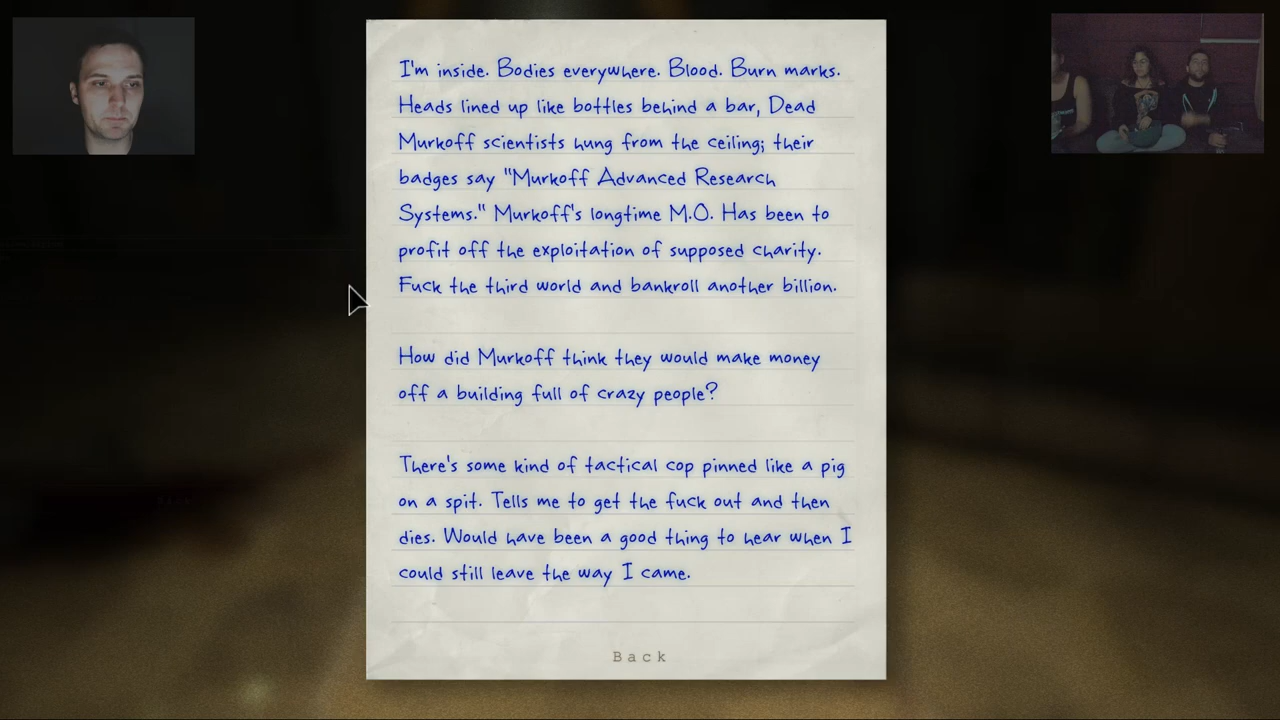 I'm inside. Bodies everywhere. Blood. Burn marks.
Heads lined up like bottles behind a bar, Dead
Murkoff scientists hung from the ceiling; their
badges say "Murkoff Advanced Research
Systems." Murkoff's longtime M.O. Has been to
profit off the exploitation of supposed charity.
Fuck the third world and bankroll another billion.
How did Murkoff think they would make money
off a building full of crazy people?
There's some kind of tactical cop pinned like a pig
on a spit. Tells me to get the fuck out and then
dies. Would have been a good thing to hear when I
could still leave the way I came.
Back